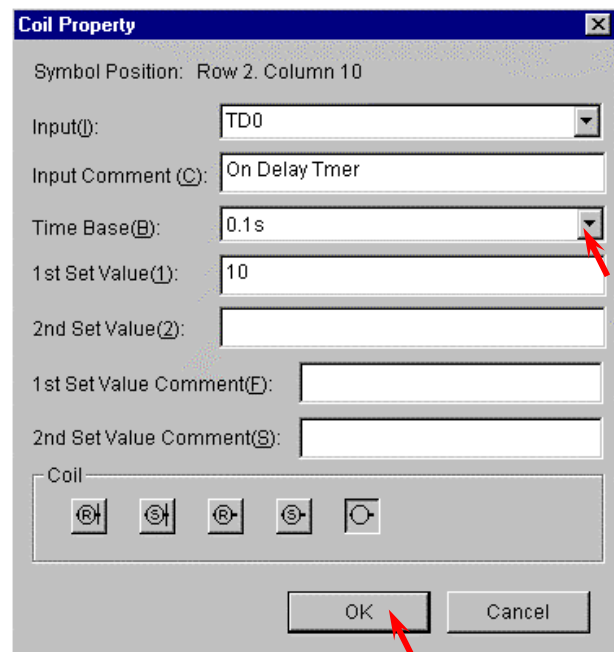 Coil Property
Symbol Position: Row 2. Column 10
Input(I): TD0
Input Comment (C): On Delay Tmer
Time Base(B): 0.1s
1st Set Value(1): 10
2nd Set Value(2):
1st Set Value Comment(F):
2nd Set Value Comment(S):
Coil
R S R S
OK Cancel